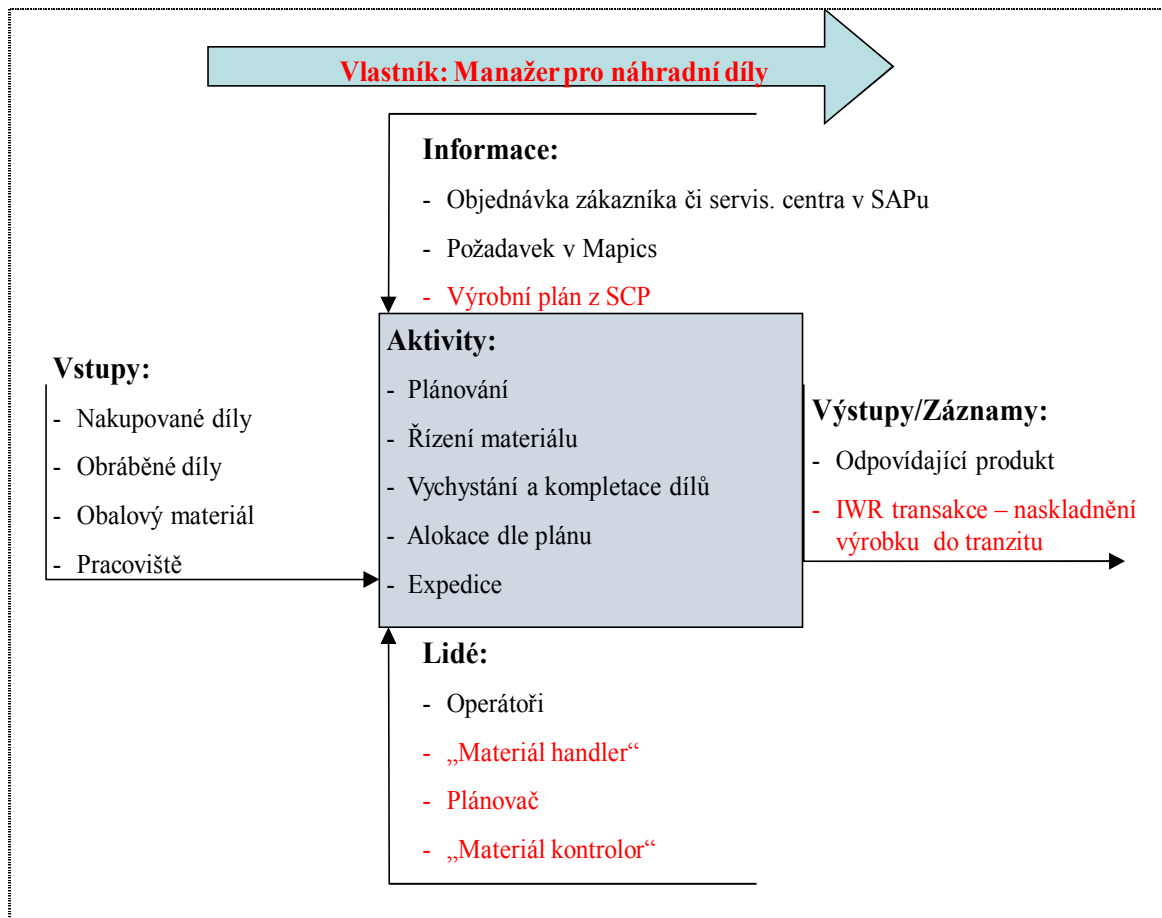 Vlastník: Manažer pro náhradní díly
Informace:
- Objednávka zákazníka či servis. centra v SAPu
- Požadavek v Mapics
- Výrobní plán z SCP
Vstupy:
- Nakupované díly
- Obráběné díly
- Obalový materiál
- Pracoviště
Aktivity:
- Plánování
- Řízení materiálu
- Vychystání a kompletace dílů
- Alokace dle plánu
- Expedice
Výstupy/Záznamy:
- Odpovídající produkt
- IWR transakce – naskladnění
výrobku do tranzitu
Lidé:
- Operátoři
- „Materiál handler“
- Plánovač
- „Materiál kontrolor“